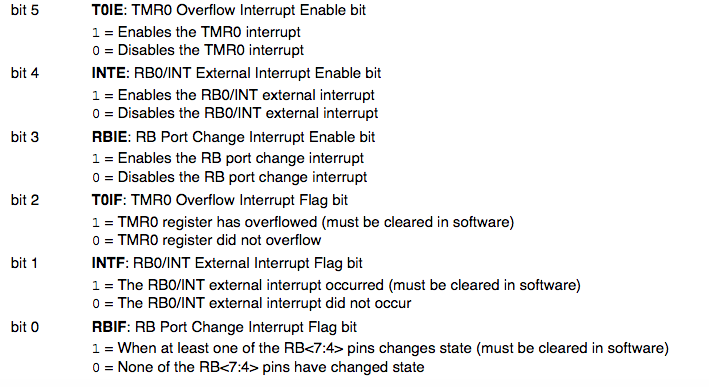 bit 5 T0IE: TMR0 Overflow Interrupt Enable bit
1 = Enables the TMR0 interrupt
0 = Disables the TMR0 interrupt
bit 4 INTE: RB0/INT External Interrupt Enable bit
1 = Enables the RB0/INT external interrupt
0 = Disables the RB0/INT external interrupt
bit 3 RBIE: RB Port Change Interrupt Enable bit
1 = Enables the RB port change interrupt
0 = Disables the RB port change interrupt
bit 2 T0IF: TMR0 Overflow Interrupt Flag bit
1 = TMR0 register has overflowed (must be cleared in software)
0 = TMR0 register did not overflow
bit 1 INTF: RB0/INT External Interrupt Flag bit
1 = The RB0/INT external interrupt occurred (must be cleared in software)
0 = The RB0/INT external interrupt did not occur
bit 0 RBIF: RB Port Change Interrupt Flag bit
1 = When at least one of the RB<7:4> pins changes state (must be cleared in software)
0 = None of the RB<7:4> pins have changed state